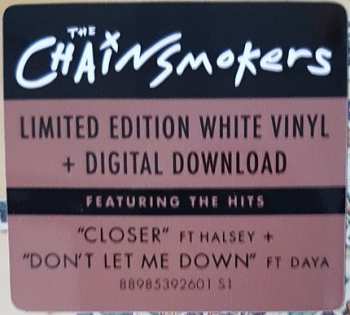 THE
CHAINSMOKERS
LIMITED EDITION WHITE VINYL
+ DIGITAL DOWNLOAD
FEATURING THE HITS
"CLOSER" FT HALSEY +
"DON'T LET ME DOWN" FT DAYA
88985392601 S1